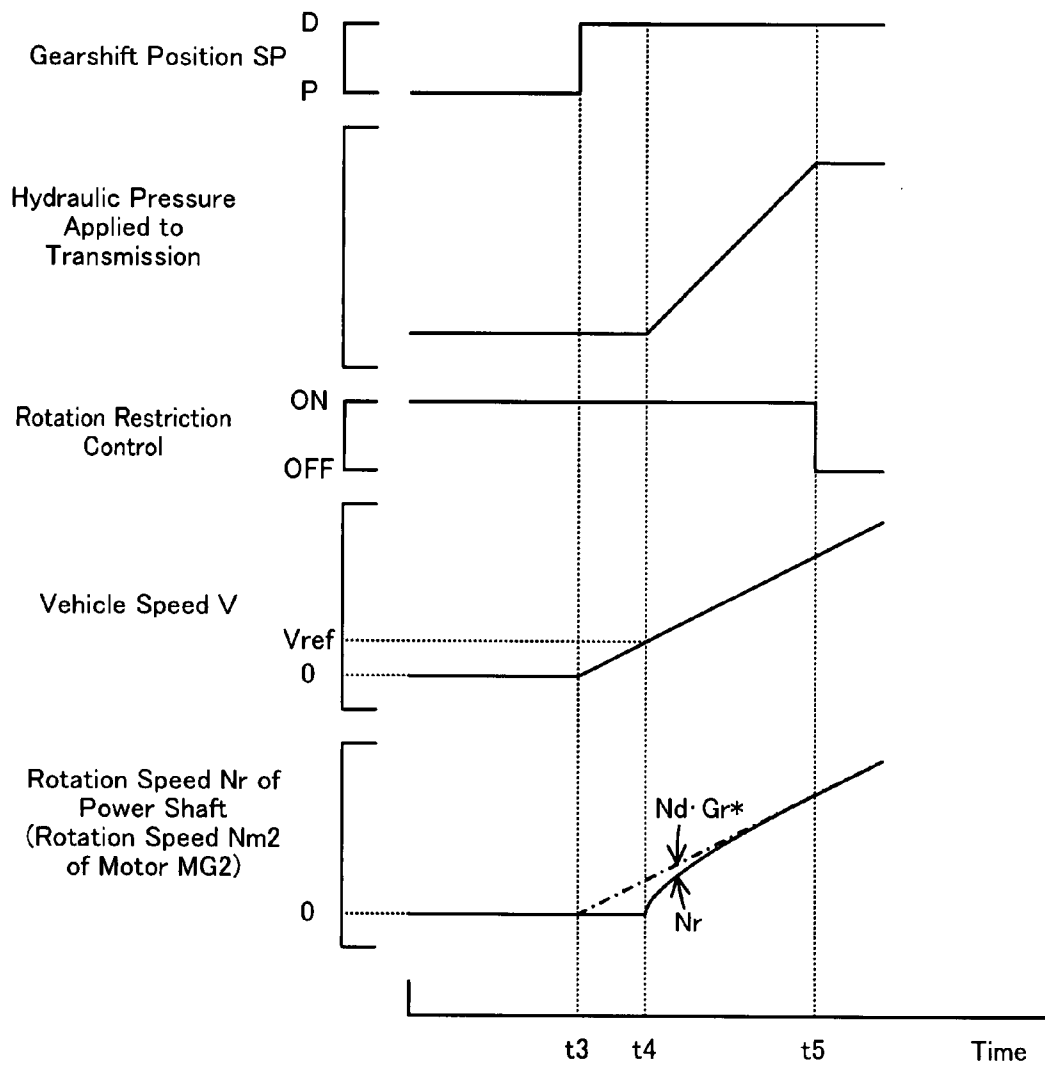 D
Gearshift Position SP
P
Hydraulic Pressure
Applied to
Transmission
ON
Rotation Restriction
Control
OFF
Vehicle Speed V
Vref
0
Rotation Speed Nr of
Power Shaft
(Rotation Speed Nm2
of Motor MG2)
Nd·Gr*
Nr
0
t3 t4 t5 Time